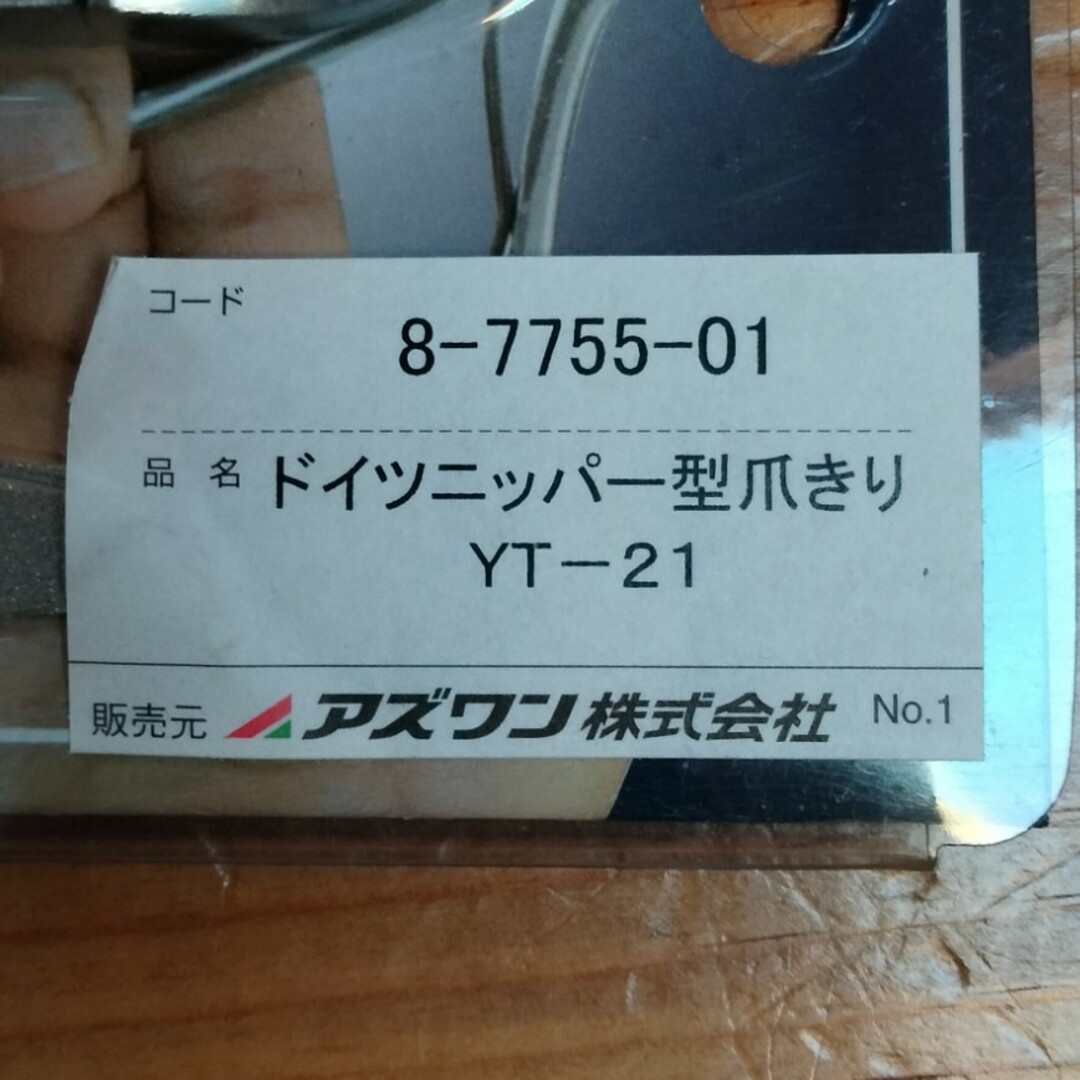 コード
8-7755-01
品名 ドイツニッパー型爪きり
YT-21
販売元 アズワン株式会社 No.1